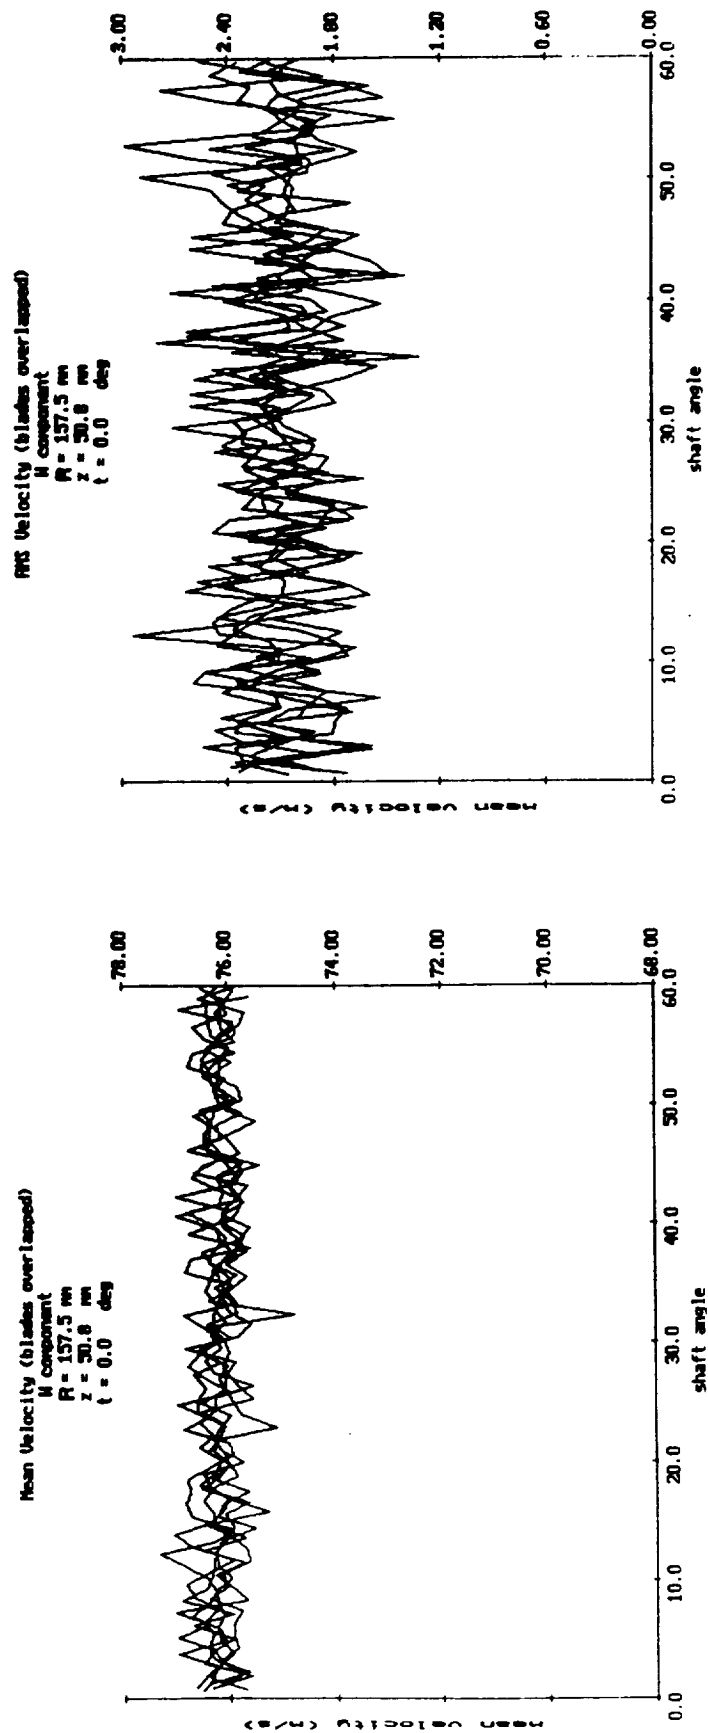 Mean Velocity (blades overlapped)
W component
R = 157.5 mm
z = 50.8 mm
t = 0.0 deg
78.00
76.00
74.00
72.00
70.00
68.00
mean velocity (m/s)
0.0
10.0
20.0
30.0
40.0
50.0
60.0
shaft angle
RMS Velocity (blades overlapped)
W component
R = 157.5 mm
z = 50.8 mm
t = 0.0 deg
3.00
2.40
1.80
1.20
0.60
0.00
mean velocity (m/s)
0.0
10.0
20.0
30.0
40.0
50.0
60.0
shaft angle